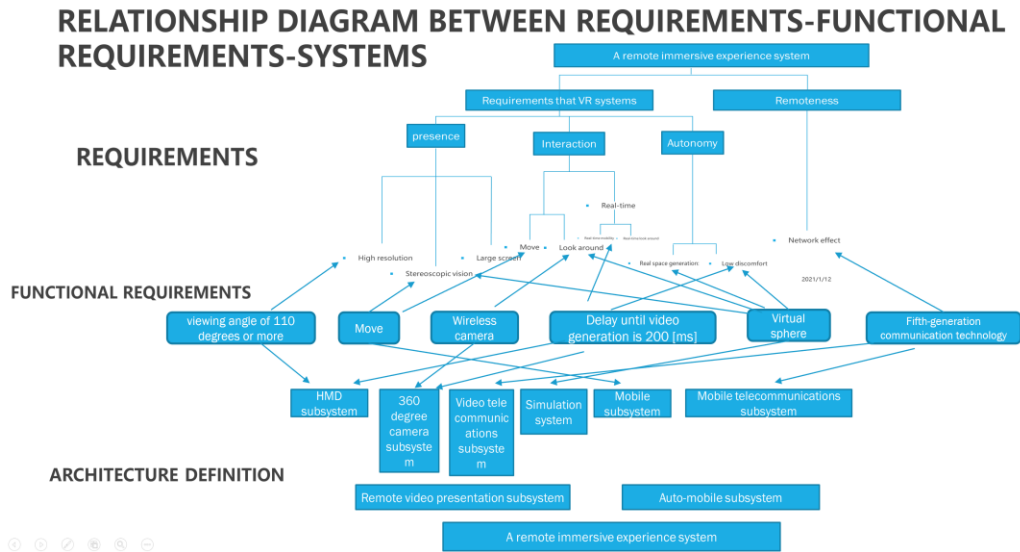 RELATIONSHIP DIAGRAM BETWEEN REQUIREMENTS-FUNCTIONAL
REQUIREMENTS-SYSTEMS
A remote immersive experience system
Requirements that VR systems
Remoteness
presence
Interaction
Autonomy
REQUIREMENTS
Real-time
Move
Look around
Network effect
High resolution
Large screen
Real space generation
Low discomfort
Stereoscopic vision
2021/1/12
FUNCTIONAL REQUIREMENTS
viewing angle of 110
degrees or more
Move
Wireless
camera
Delay until video
generation is 200 [ms]
Virtual
sphere
Fifth-generation
communication technology
HMD
subsystem
360
degree
camera
subsyste
m
Video tele
communic
ations
subsyste
m
Simulation
system
Mobile
subsystem
Mobile telecommunications
subsystem
ARCHITECTURE DEFINITION
Remote video presentation subsystem
Auto-mobile subsystem
A remote immersive experience system